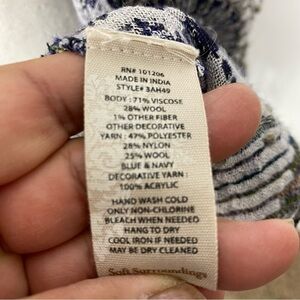 RN# 101206
MADE IN INDIA
STYLE# 3AH49
BODY : 71% VISCOSE
28% WOOL
1% OTHER FIBER
OTHER DECORATIVE
YARN : 47% POLYESTER
28% NYLON
25% WOOL
BLUE & NAVY
DECORATIVE YARN :
100% ACRYLIC
HAND WASH COLD
ONLY NON-CHLORINE
BLEACH WHEN NEEDED
HANG TO DRY
COOL IRON IF NEEDED
MAY BE DRY CLEANED
Soft Surroundings